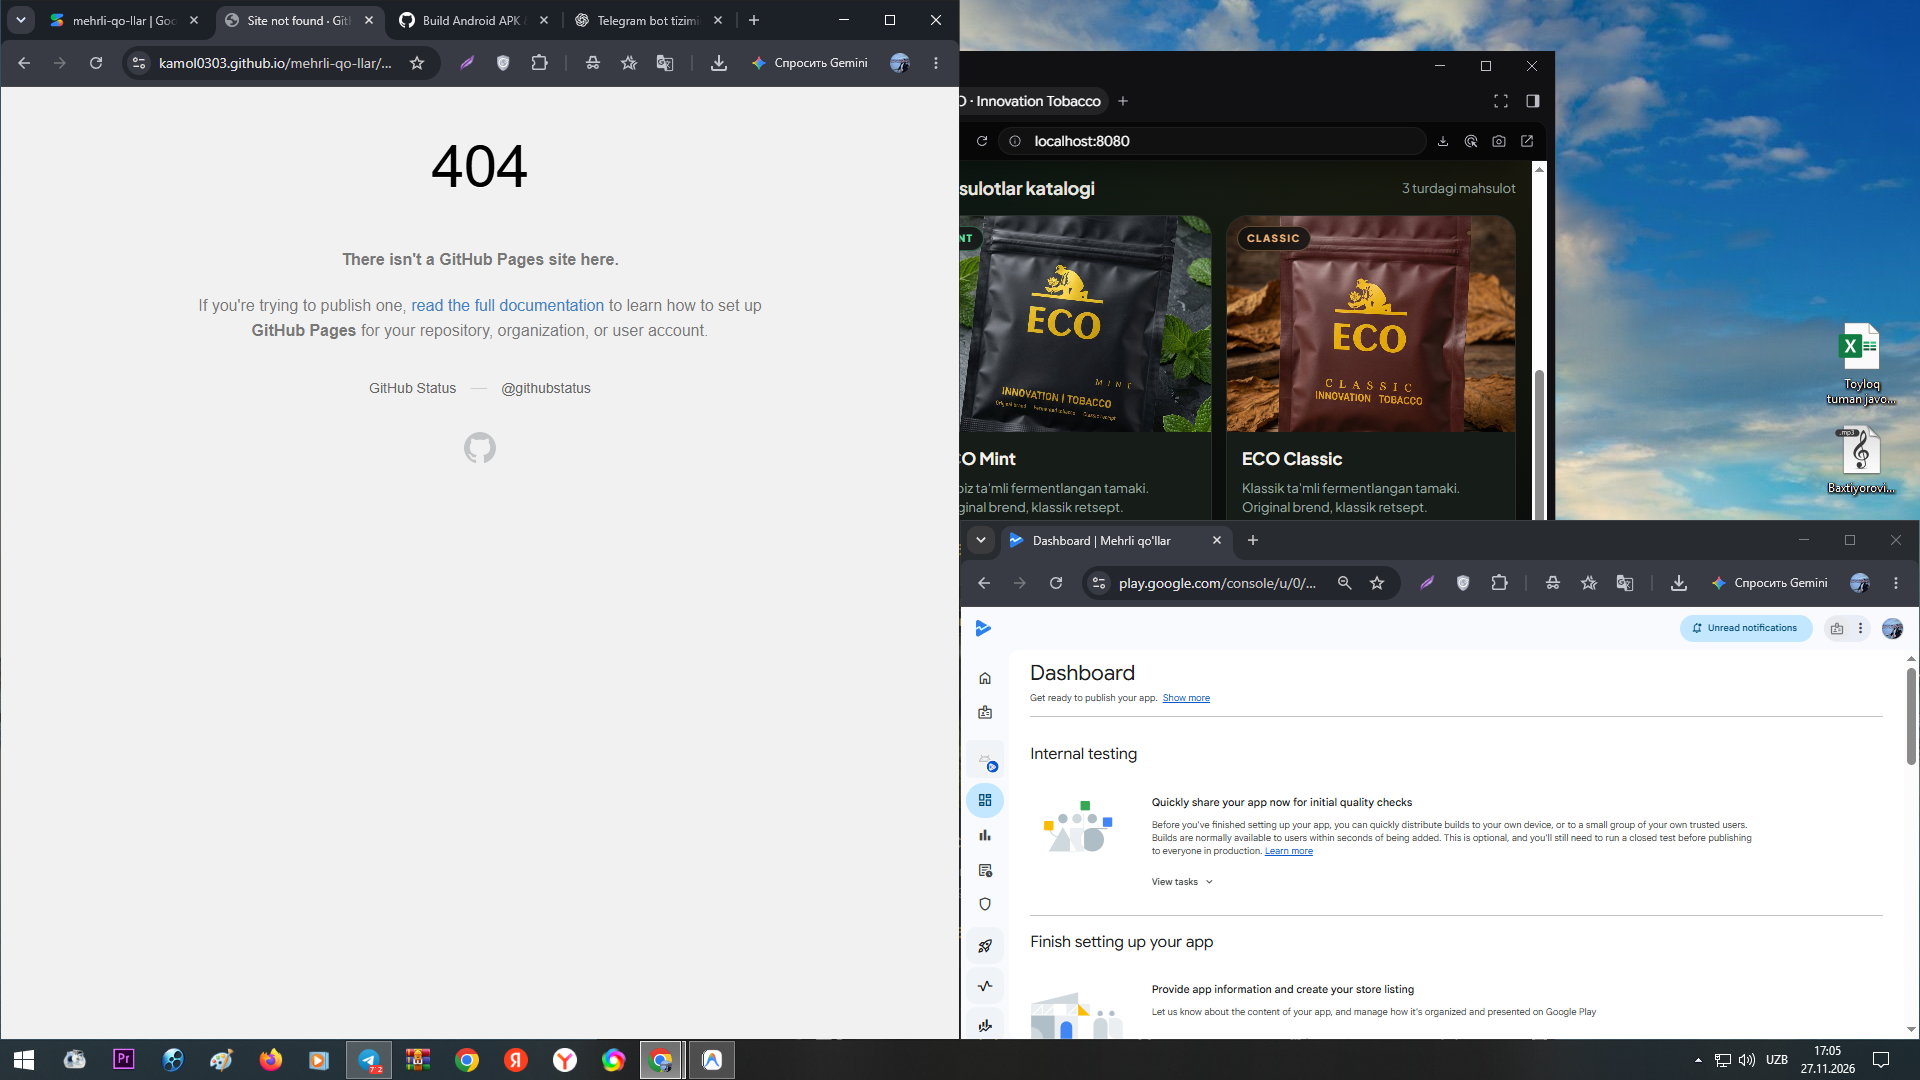 mehrli-qo-llar | Goo
Site not found · Gitl
Build Android APK
Telegram bot tizimi
kamol0303.github.io/mehrli-qo-llar/...
Спросить Gemini
404
There isn't a GitHub Pages site here.
If you're trying to publish one, read the full documentation to learn how to set up
GitHub Pages for your repository, organization, or user account.
GitHub Status
@githubstatus
· Innovation Tobacco
localhost:8080
sulotlar katalogi
3 turdagi mahsulot
NT
ECO
MINT
INNOVATION | TOBACCO
CLASSIC
ECO
CLASSIC
INNOVATION TOBACCO
CO Mint
biz ta'mli fermentlangan tamaki.
ginal brend, klassik retsept.
ECO Classic
Klassik ta'mli fermentlangan tamaki.
Original brend, klassik retsept.
Toyloq
tuman javo...
.mp3
Baxtiyorovi...
Dashboard | Mehrli qo'llar
play.google.com/console/u/0/...
Спросить Gemini
Unread notifications
Dashboard
Get ready to publish your app. Show more
Internal testing
Quickly share your app now for initial quality checks
Before you've finished setting up your app, you can quickly distribute builds to your own device, or to a small group of your own trusted users.
Builds are normally available to users within seconds of being added. This is optional, and you'll still need to run a closed test before publishing
to everyone in production. Learn more
View tasks
Finish setting up your app
Provide app information and create your store listing
Let us know about the content of your app, and manage how it's organized and presented on Google Play
UZB
17:05
27.11.2026